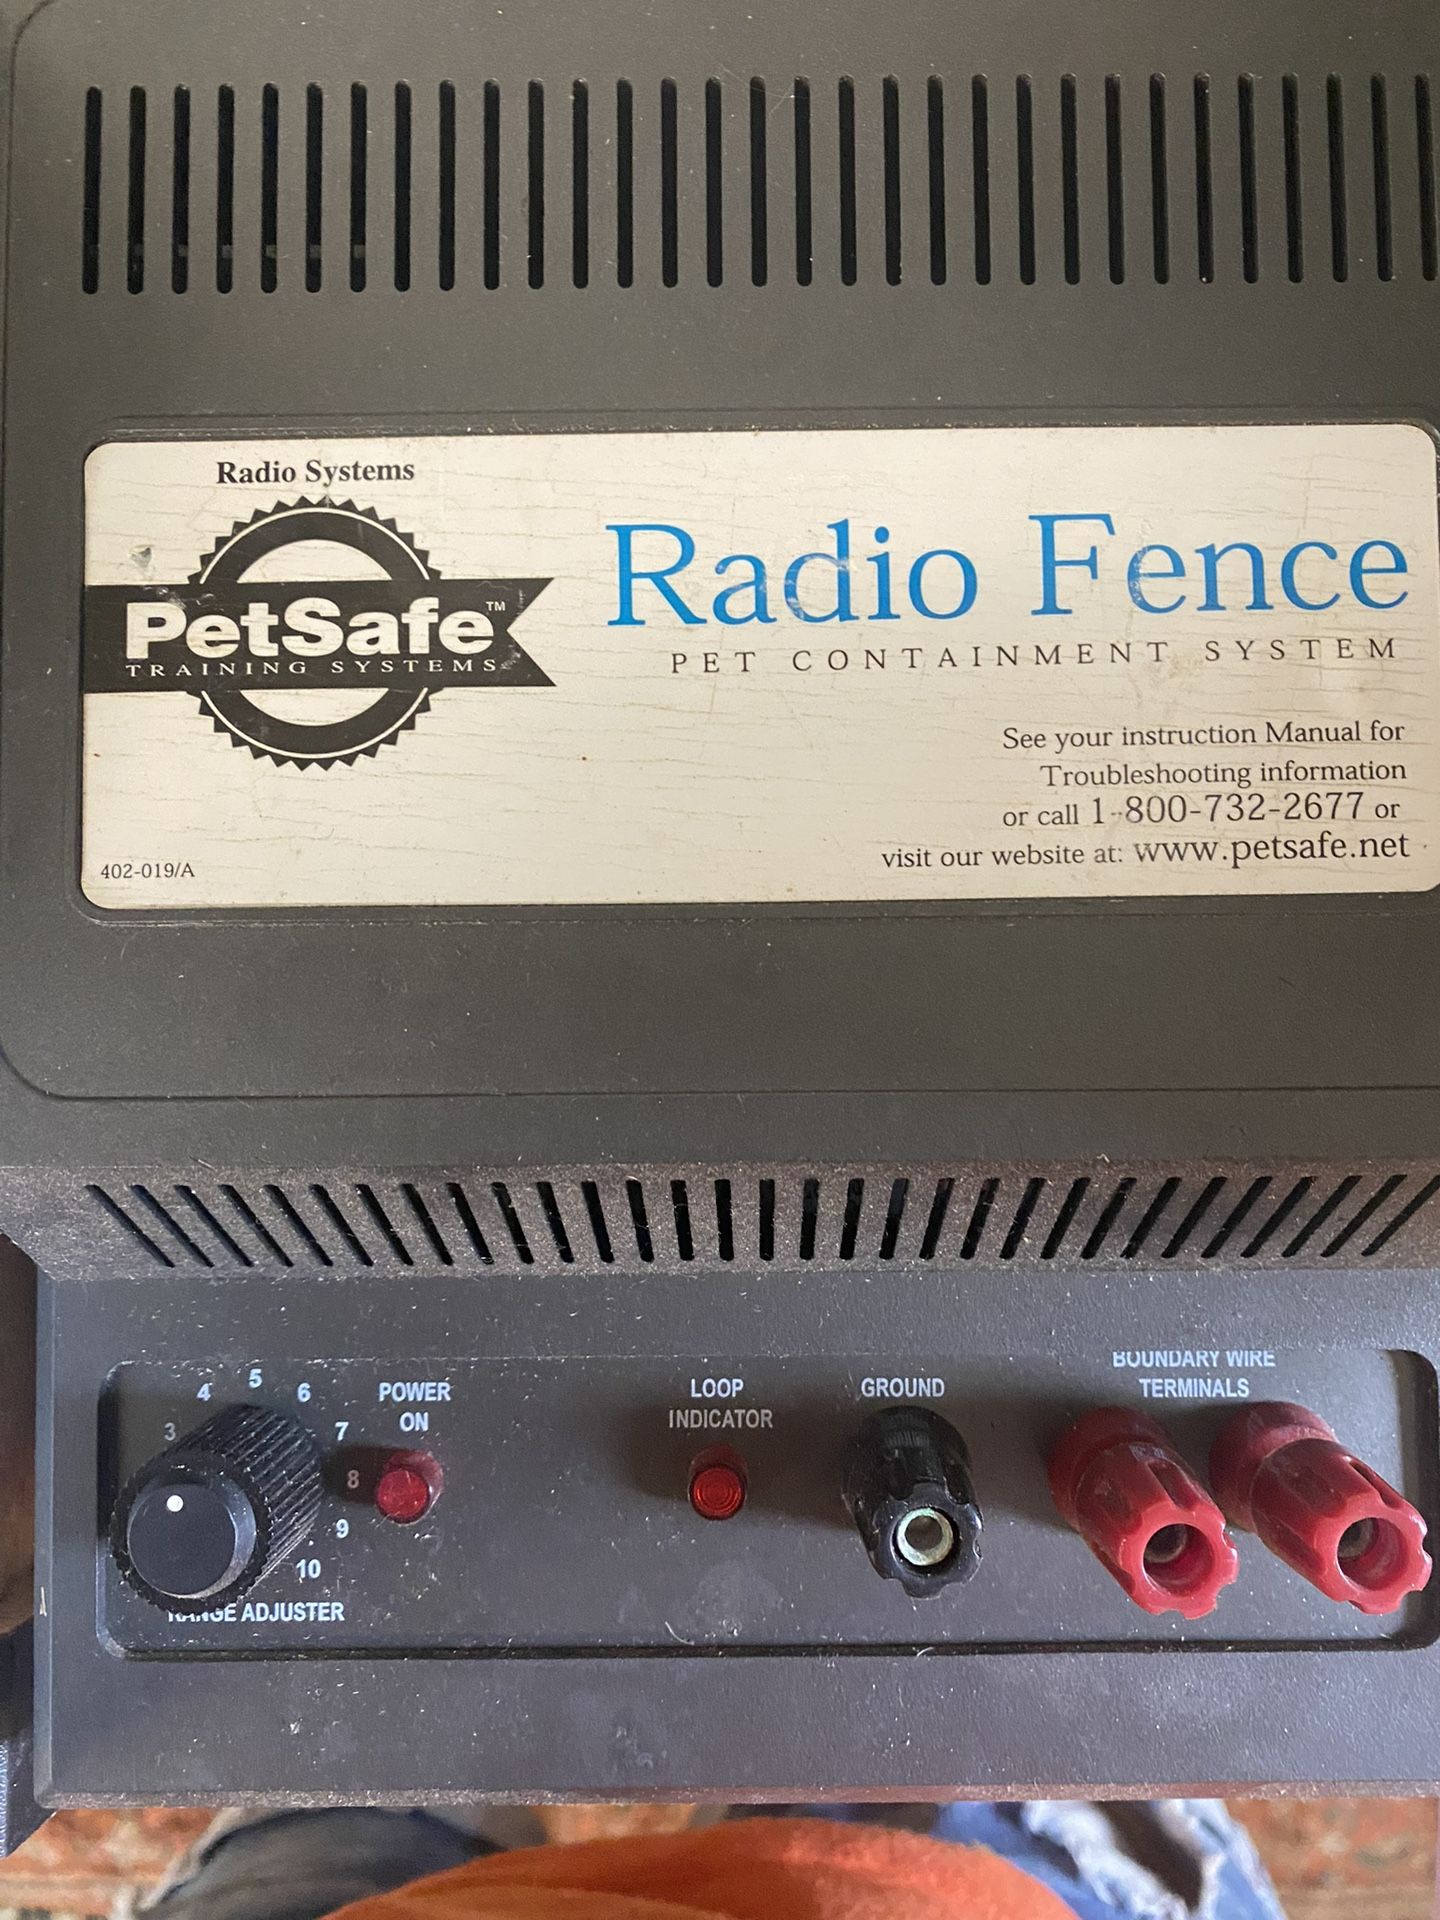 Radio Systems
PetSafe™
TRAINING SYSTEMS
Radio Fence
PET CONTAINMENT SYSTEM
See your instruction Manual for
Troubleshooting information
or call 1-800-732-2677 or
visit our website at: www.petsafe.net
402-019/A
3 4 5 6 7 8 9 10
RANGE ADJUSTER
POWER
ON
LOOP
INDICATOR
GROUND
BOUNDARY WIRE
TERMINALS